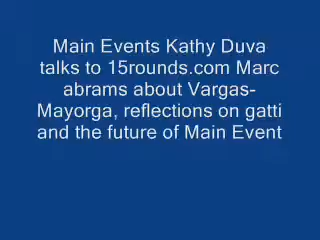 Main Events Kathy Duva
talks to 15rounds.com Marc
abrams about Vargas-
Mayorga, reflections on gatti
and the future of Main Event